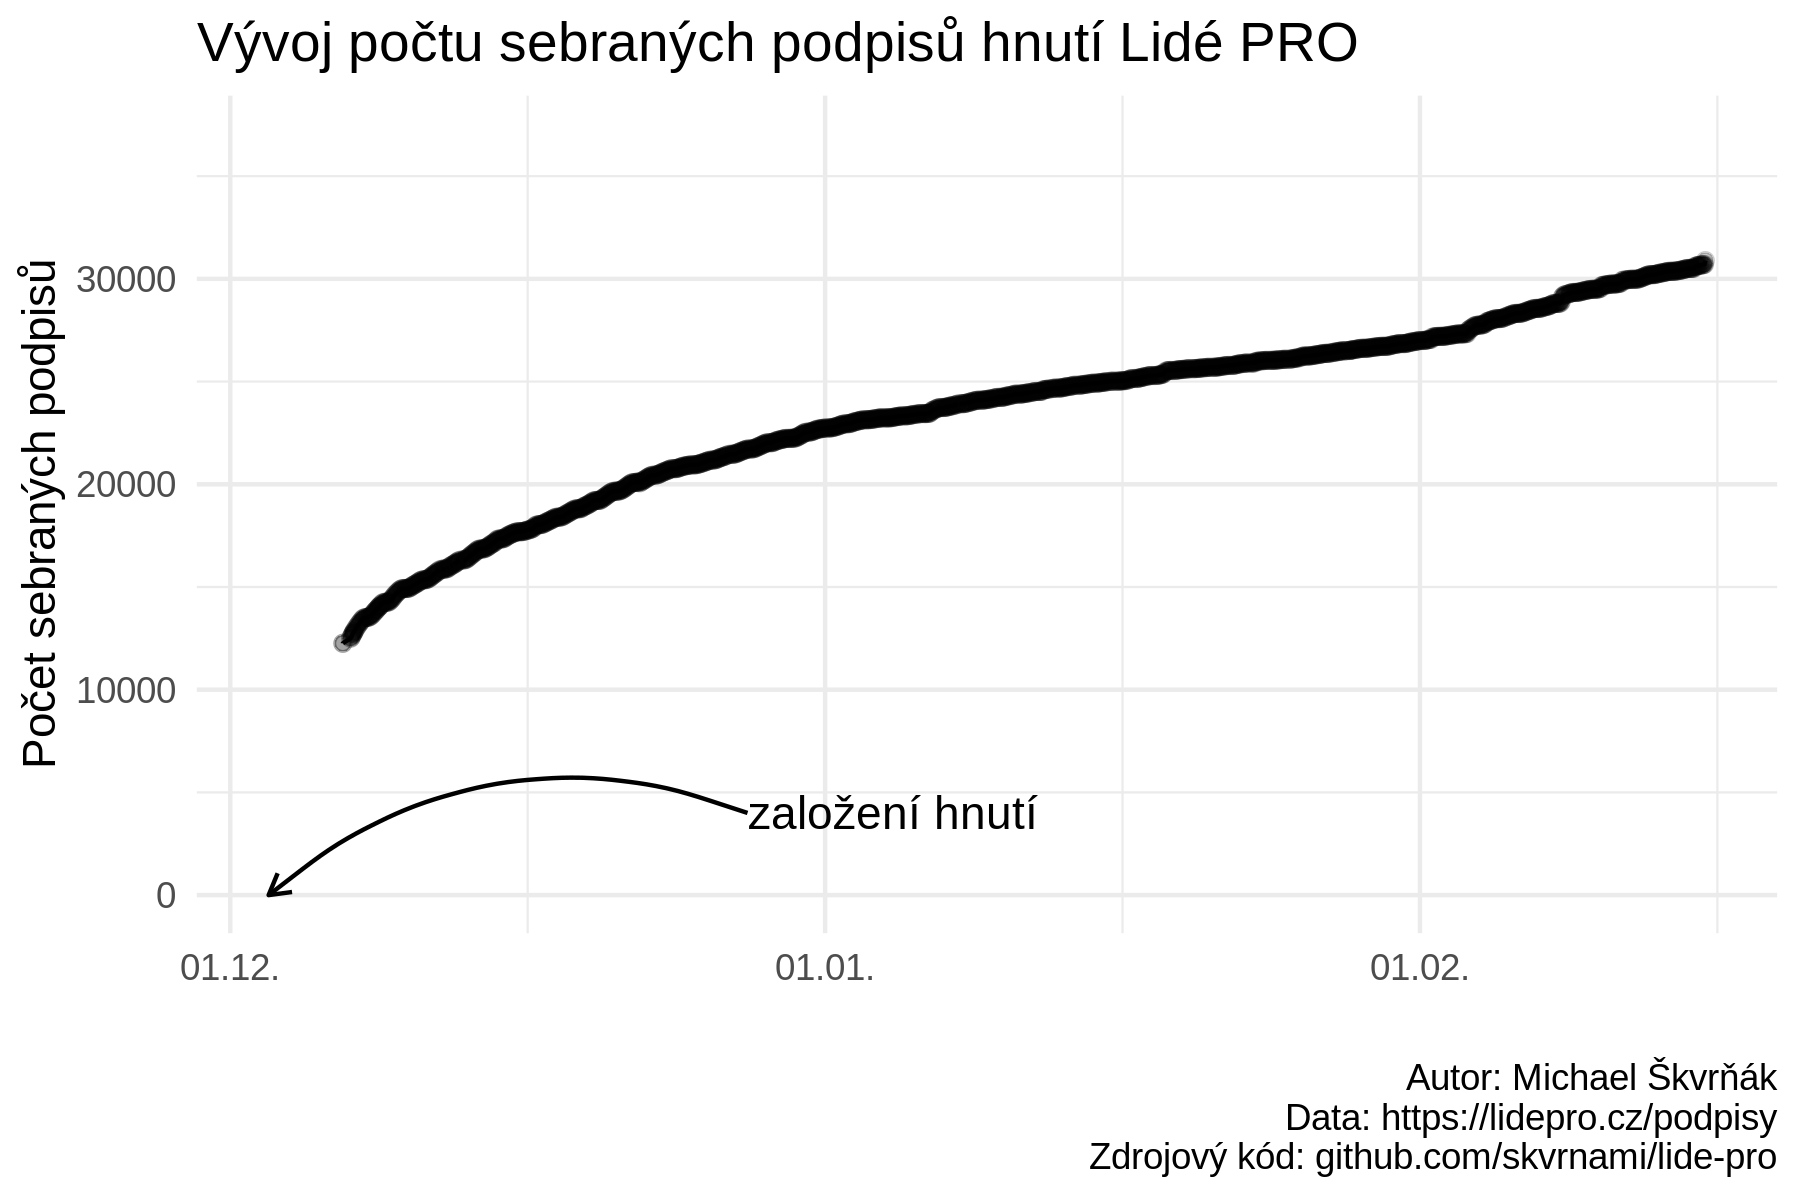 Vývoj počtu sebraných podpisů hnutí Lidé PRO
Počet sebraných podpisů
30000
20000
10000
0
založení hnutí
01.12.
01.01.
01.02.
Autor: Michael Škvrňák
Data: https://lidepro.cz/podpisy
Zdrojový kód: github.com/skvrnami/lide-pro